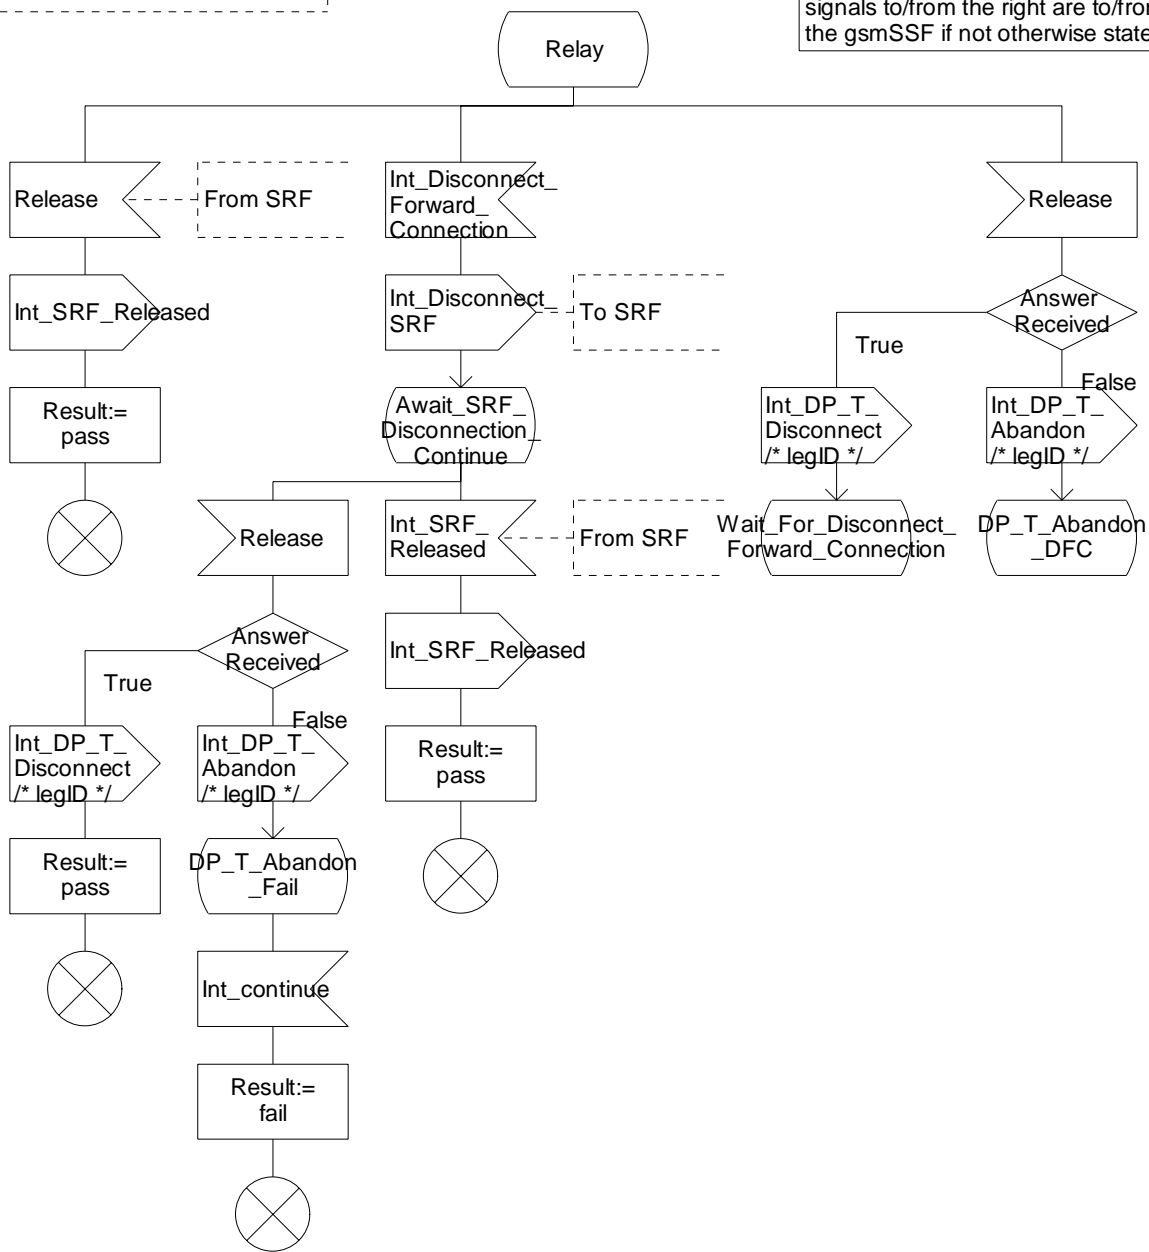 signals to/from the right are to/from
the gsmSSF if not otherwise state
Relay
Release
From SRF
Int_Disconnect_
Forward_
Connection
Release
Int_SRF_Released
Int_Disconnect_
SRF
To SRF
Answer
Received
True
False
Result:=
pass
Await_SRF_
Disconnection_
Continue
Int_DP_T_
Disconnect
/* legID */
Int_DP_T_
Abandon
/* legID */
Release
Int_SRF_
Released
From SRF
Wait_For_Disconnect_
Forward_Connection
DP_T_Abandon
_DFC
Answer
Received
True
False
Int_SRF_Released
Int_DP_T_
Disconnect
/* legID */
Int_DP_T_
Abandon
/* legID */
Result:=
pass
Result:=
pass
DP_T_Abandon
_Fail
Int_continue
Result:=
fail